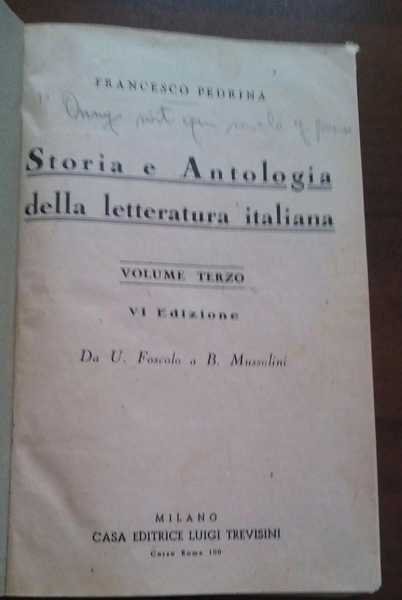 FRANCESCO PEDRINA
Storia e Antologia
della letteratura italiana
VOLUME TERZO
VI Edizione
Da U. Foscolo a B. Mussolini
MILANO
CASA EDITRICE LUIGI TREVISINI
Corso Roma 100